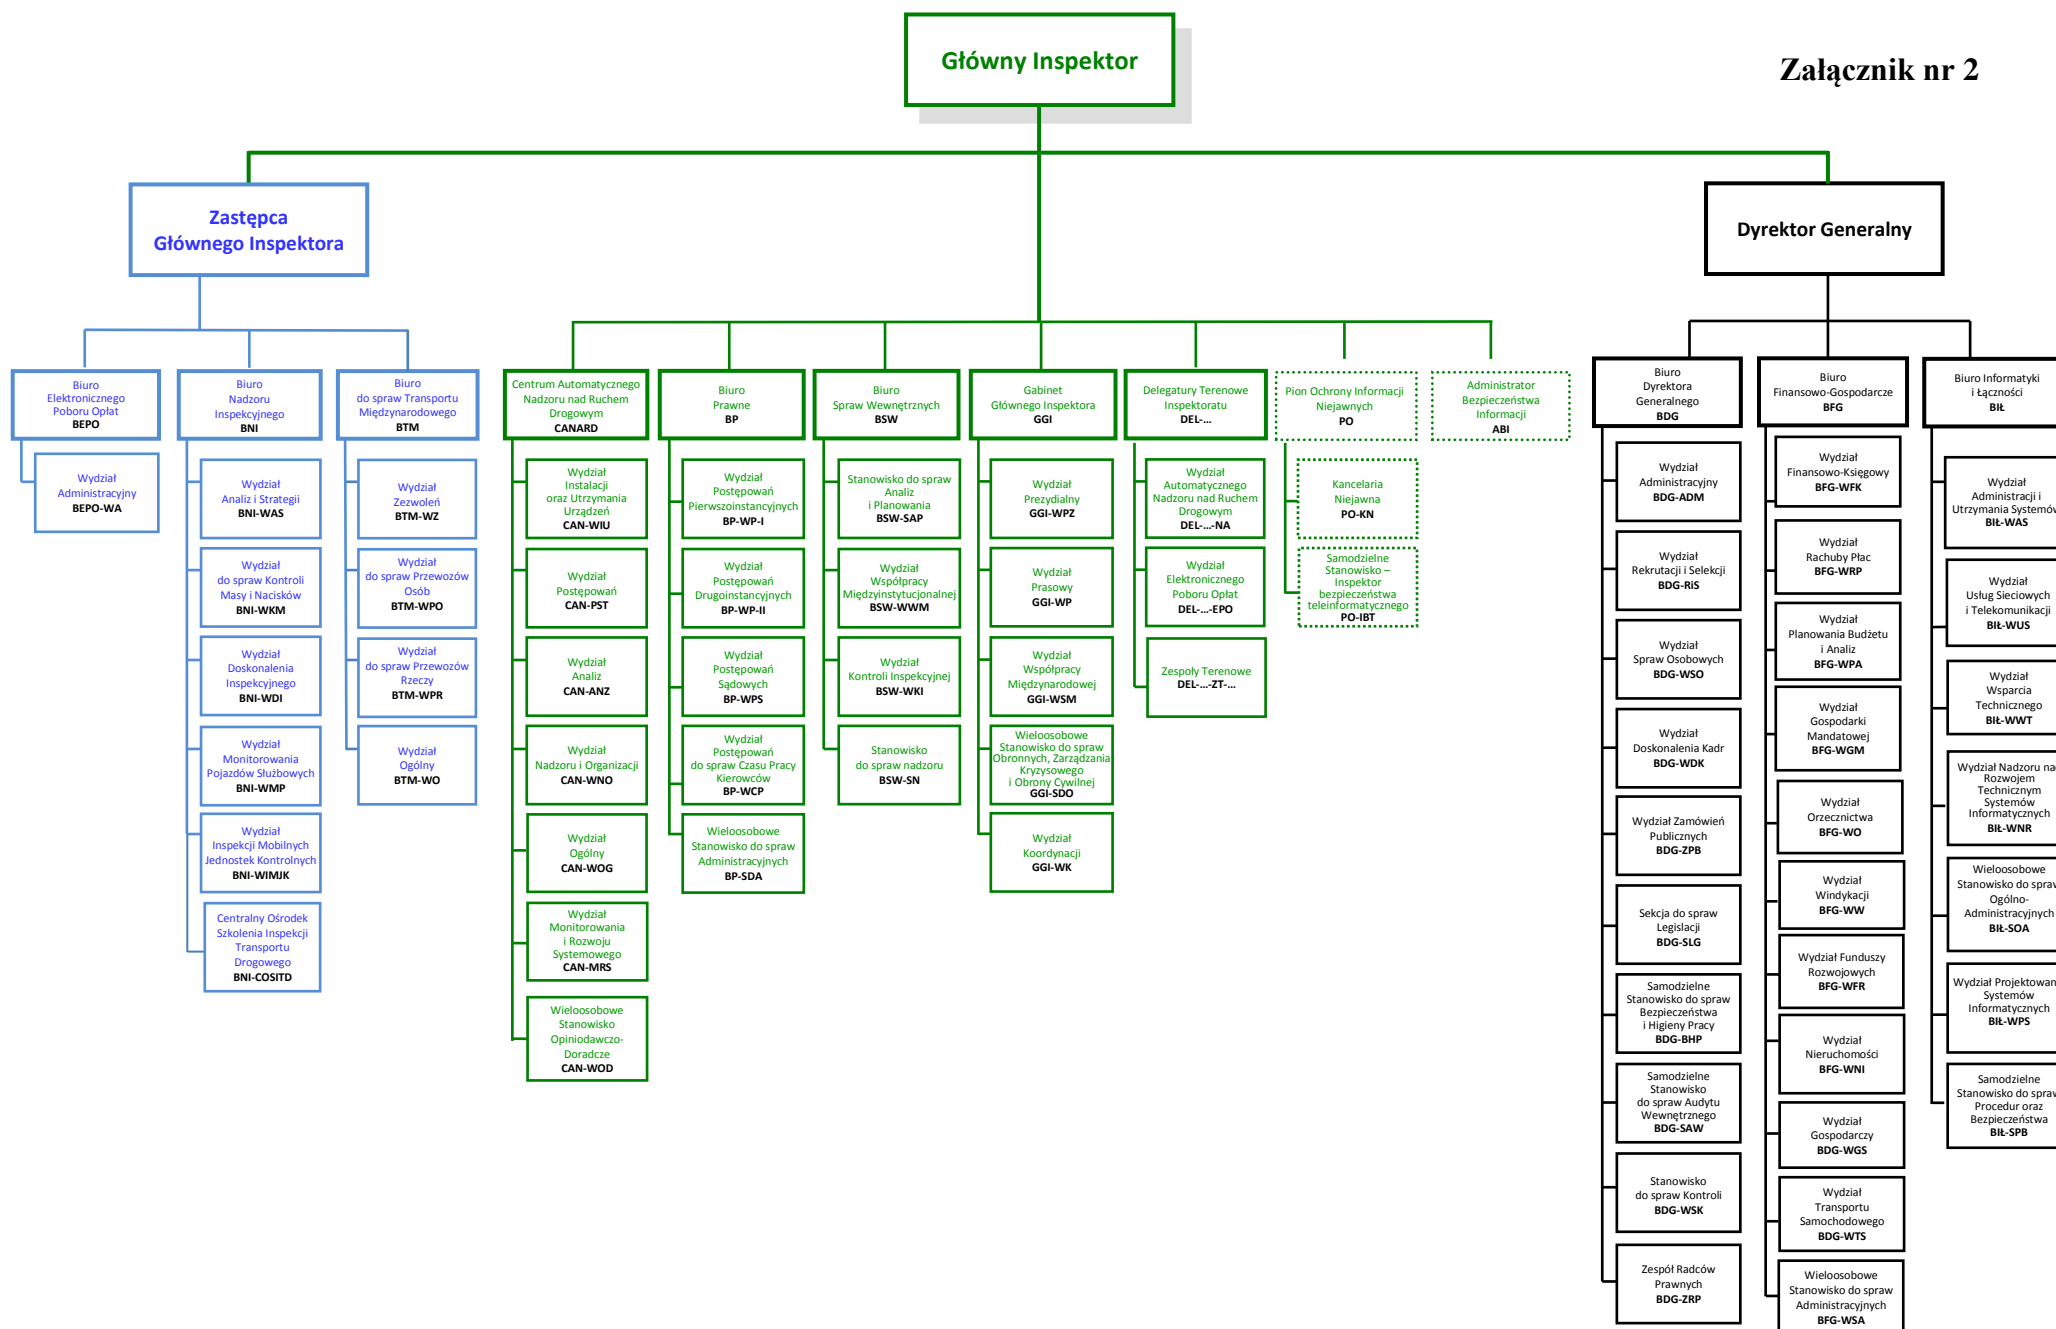 Główny Inspektor
Załącznik nr 2
Zastępca
Głównego Inspektora
Dyrektor Generalny
Biuro
Elektronicznego
Poboru Opłat
BEPO
Wydział
Administracyjny
BEPO-WA
Biuro
Nadzoru
Inspekcyjnego
BNI
Wydział
Analiz i Strategii
BNI-WAS
Wydział
do spraw Kontroli
Masy i Nacisków
BNI-WKM
Wydział
Doskonalenia
Inspekcyjnego
BNI-WDI
Wydział
Monitorowania
Pojazdów Służbowych
BNI-WMP
Wydział
Inspekcji Mobilnych
Jednostek Kontrolnych
BNI-WIMJK
Centralny Ośrodek
Szkolenia Inspekcji
Transportu
Drogowego
BNI-COSITD
Biuro
do spraw Transportu
Międzynarodowego
BTM
Wydział
Zezwoleń
BTM-WZ
Wydział
do spraw Przewozów
Osób
BTM-WPO
Wydział
do spraw Przewozów
Rzeczy
BTM-WPR
Wydział
Ogólny
BTM-WO
Centrum Automatycznego
Nadzoru nad Ruchem
Drogowym
CANARD
Wydział
Instalacji
oraz Utrzymania
Urządzeń
CAN-WIU
Wydział
Postępowań
CAN-PST
Wydział
Analiz
CAN-ANZ
Wydział
Nadzoru i Organizacji
CAN-WNO
Wydział
Ogólny
CAN-WOG
Wydział
Monitorowania
i Rozwoju
Systemowego
CAN-MRS
Wieloosobowe
Stanowisko
Opiniodawczo-
Doradcze
CAN-WOD
Biuro
Prawne
BP
Wydział
Postępowań
Pierwszoinstancyjnych
BP-WP-I
Wydział
Postępowań
Drugoinstancyjnych
BP-WP-II
Wydział
Postępowań
Sądowych
BP-WPS
Wydział
Postępowań
do spraw Czasu Pracy
Kierowców
BP-WCP
Wieloosobowe
Stanowisko do spraw
Administracyjnych
BP-SDA
Biuro
Spraw Wewnętrznych
BSW
Stanowisko do spraw
Analiz
i Planowania
BSW-SAP
Wydział
Współpracy
Międzyinstytucjonalnej
BSW-WWM
Wydział
Kontroli Inspekcyjnej
BSW-WKI
Stanowisko
do spraw nadzoru
BSW-SN
Gabinet
Głównego Inspektora
GGI
Wydział
Prezydialny
GGI-WPZ
Wydział
Prasowy
GGI-WP
Wydział
Współpracy
Międzynarodowej
GGI-WSM
Wieloosobowe
Stanowisko do spraw
Obronnych, Zarządzania
Kryzysowego
i Obrony Cywilnej
GGI-SDO
Wydział
Koordynacji
GGI-WK
Delegatury Terenowe
Inspektoratu
DEL-...
Wydział
Automatycznego
Nadzoru nad Ruchem
Drogowym
DEL-...-NA
Wydział
Elektronicznego
Poboru Opłat
DEL-...-EPO
Zespoły Terenowe
DEL-...-ZT-...
Pion Ochrony Informacji
Niejawnych
PO
Kancelaria
Niejawna
PO-KN
Samodzielne
Stanowisko –
Inspektor
bezpieczeństwa
teleinformatycznego
PO-IBT
Administrator
Bezpieczeństwa
Informacji
ABI
Biuro
Dyrektora
Generalnego
BDG
Wydział
Administracyjny
BDG-ADM
Wydział
Rekrutacji i Selekcji
BDG-RiS
Wydział
Spraw Osobowych
BDG-WSO
Wydział
Doskonalenia Kadr
BDG-WDK
Wydział Zamówień
Publicznych
BDG-ZPB
Sekcja do spraw
Legislacji
BDG-SLG
Samodzielne
Stanowisko do spraw
Bezpieczeństwa
i Higieny Pracy
BDG-BHP
Samodzielne
Stanowisko
do spraw Audytu
Wewnętrznego
BDG-SAW
Stanowisko
do spraw Kontroli
BDG-WSK
Zespół Radców
Prawnych
BDG-ZRP
Biuro
Finansowo-Gospodarcze
BFG
Wydział
Finansowo-Księgowy
BFG-WFK
Wydział
Rachuby Płac
BFG-WRP
Wydział
Planowania Budżetu
i Analiz
BFG-WPA
Wydział
Gospodarki
Mandatowej
BFG-WGM
Wydział
Orzecznictwa
BFG-WO
Wydział
Windykacji
BFG-WW
Wydział Funduszy
Rozwojowych
BFG-WFR
Wydział
Nieruchomości
BFG-WNI
Wydział
Gospodarczy
BDG-WGS
Wydział
Transportu
Samochodowego
BDG-WTS
Wieloosobowe
Stanowisko do spraw
Administracyjnych
BFG-WSA
Biuro Informatyki
i Łączności
BIŁ
Wydział
Administracji i
Utrzymania Systemów
BIŁ-WAS
Wydział
Usług Sieciowych
i Telekomunikacji
BIŁ-WUS
Wydział
Wsparcia
Technicznego
BIŁ-WWT
Wydział Nadzoru nad
Rozwojem
Technicznym
Systemów
Informatycznych
BIŁ-WNR
Wieloosobowe
Stanowisko do spraw
Ogólno-
Administracyjnych
BIŁ-SOA
Wydział Projektowan
Systemów
Informatycznych
BIŁ-WPS
Samodzielne
Stanowisko do spraw
Procedur oraz
Bezpieczeństwa
BIŁ-SPB